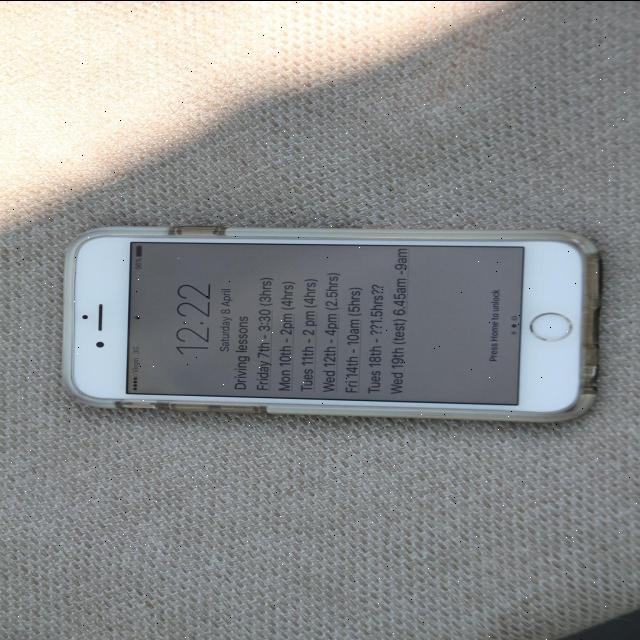 Virgin 3G
12:22
Saturday 8 April
Driving lessons
Friday 7th - 3:30 (3hrs)
Mon 10th - 2pm (4hrs)
Tues 11th - 2 pm (4hrs)
Wed 12th - 4pm (2.5hrs)
Fri 14th - 10am (5hrs)
Tues 18th - ??1.5hrs??
Wed 19th (test) 6.45am -9am
Press Home to unlock